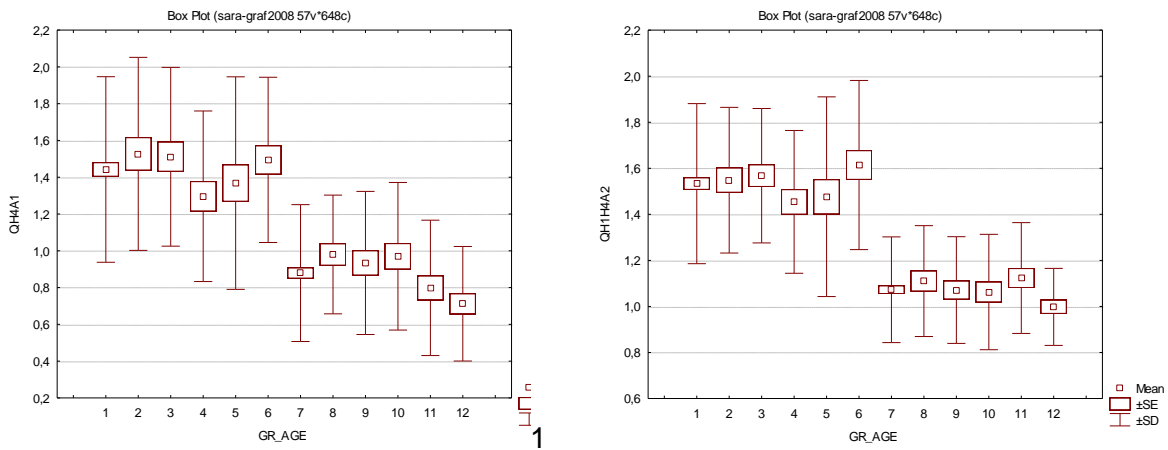 Box Plot (sara-graf2008 57v*648c)
2,2
2,0
1,8
1,6
1,4
1,2
1,0
0,8
0,6
0,4
0,2
QH4A1
1 2 3 4 5 6 7 8 9 10 11 12
GR_AGE
1
Box Plot (sara-graf2008 57v*648c)
2,2
2,0
1,8
1,6
1,4
1,2
1,0
0,8
0,6
QH1H4A2
1 2 3 4 5 6 7 8 9 10 11 12
GR_AGE
Mean
±SE
±SD